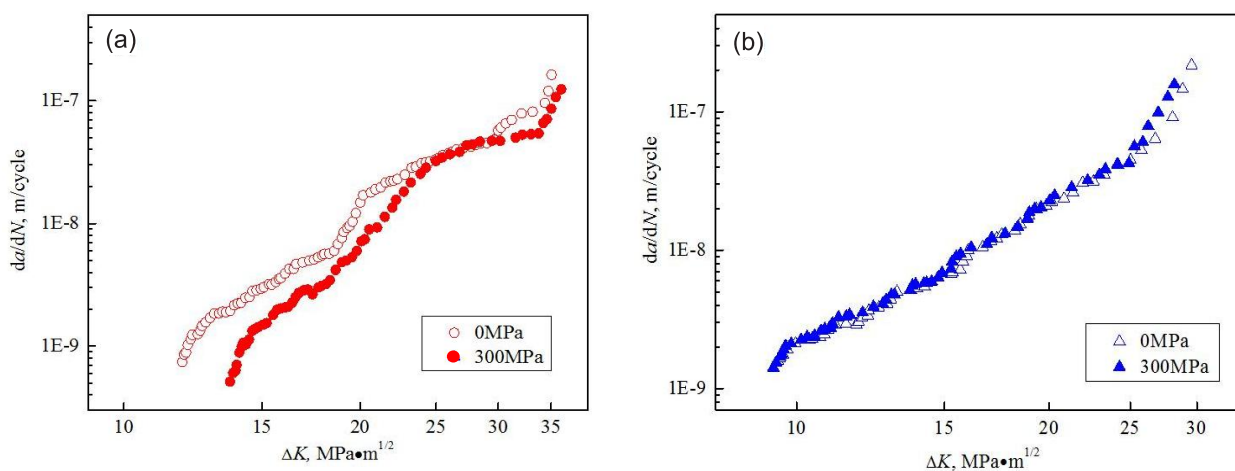 (a)
da/dN, m/cycle
1E-7
1E-8
1E-9
0MPa
300MPa
10
15
20
25
30
35
ΔK, MPa•m^1/2
(b)
da/dN, m/cycle
1E-7
1E-8
1E-9
0MPa
300MPa
10
15
20
25
30
ΔK, MPa•m^1/2